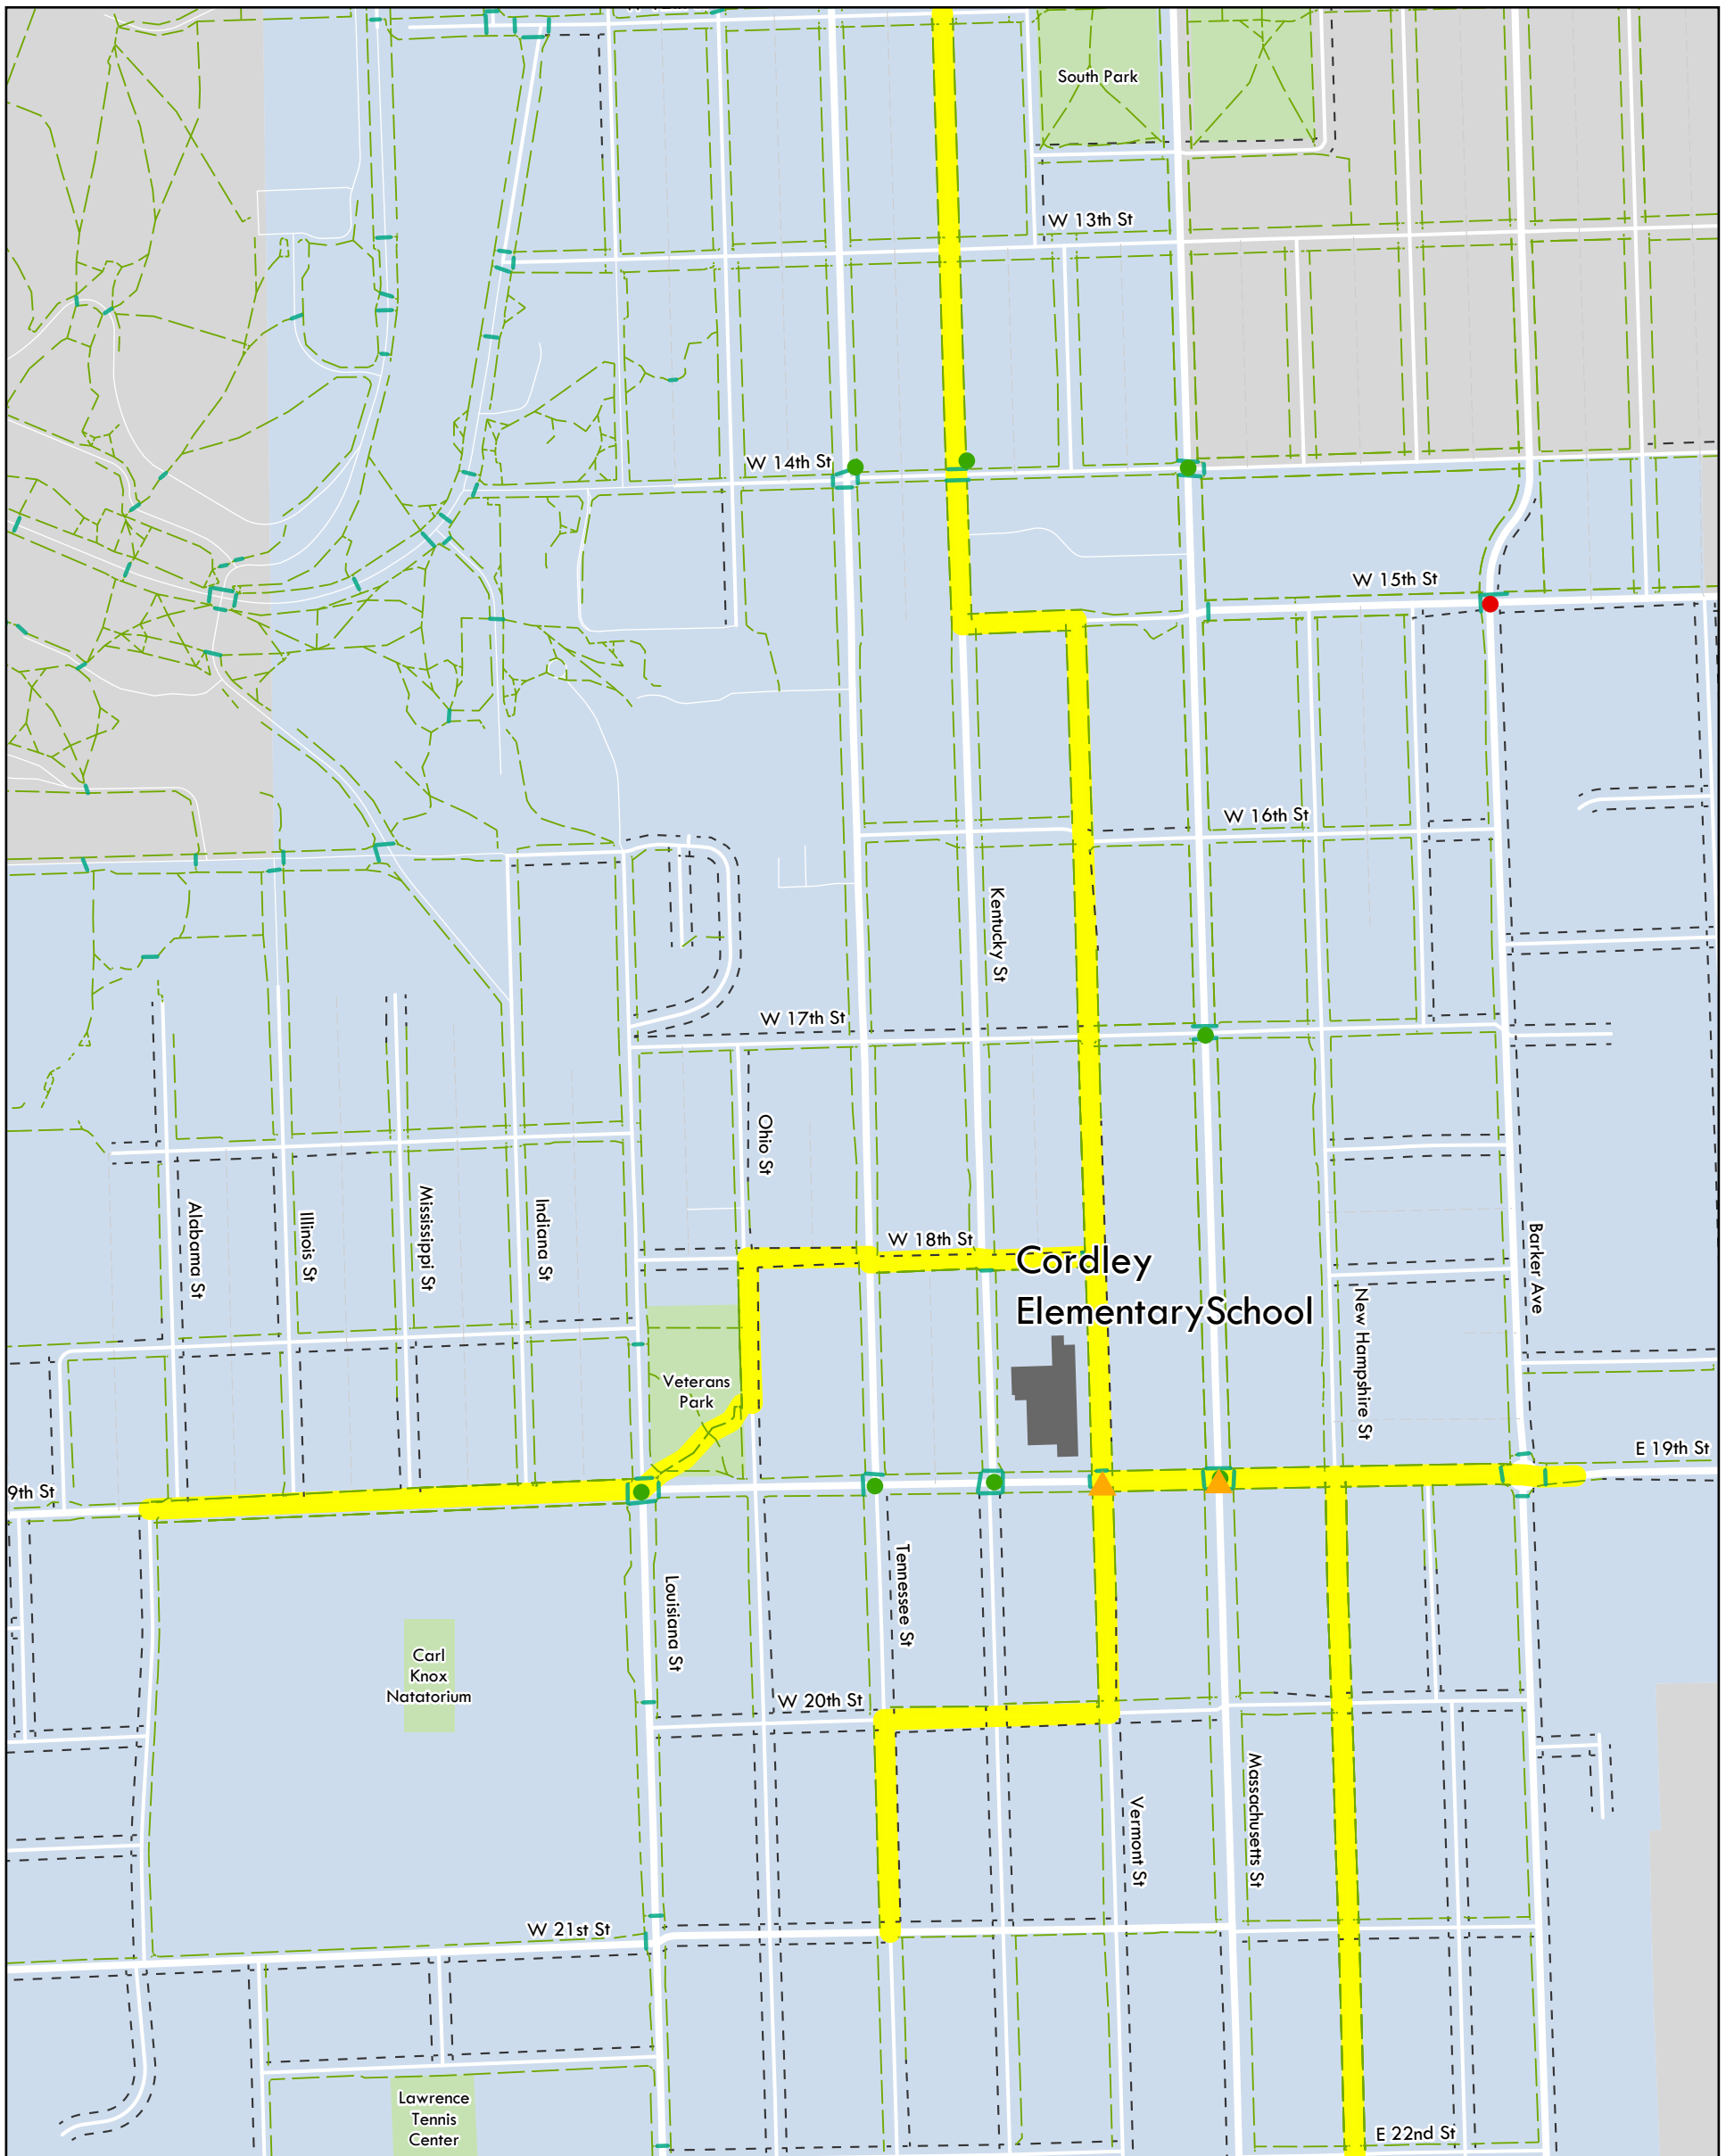 South Park
W 13th St
W 14th St
W 15th St
W 16th St
Kentucky St
W 17th St
Ohio St
Alabama St
Illinois St
Mississippi St
Indiana St
W 18th St
Cordley
ElementarySchool
Barker Ave
New Hampshire St
Veterans
Park
E 19th St
9th St
Tennessee St
Louisiana St
Carl
Knox
Natatorium
W 20th St
Massachusetts St
Vermont St
W 21st St
Lawrence
Tennis
Center
E 22nd St